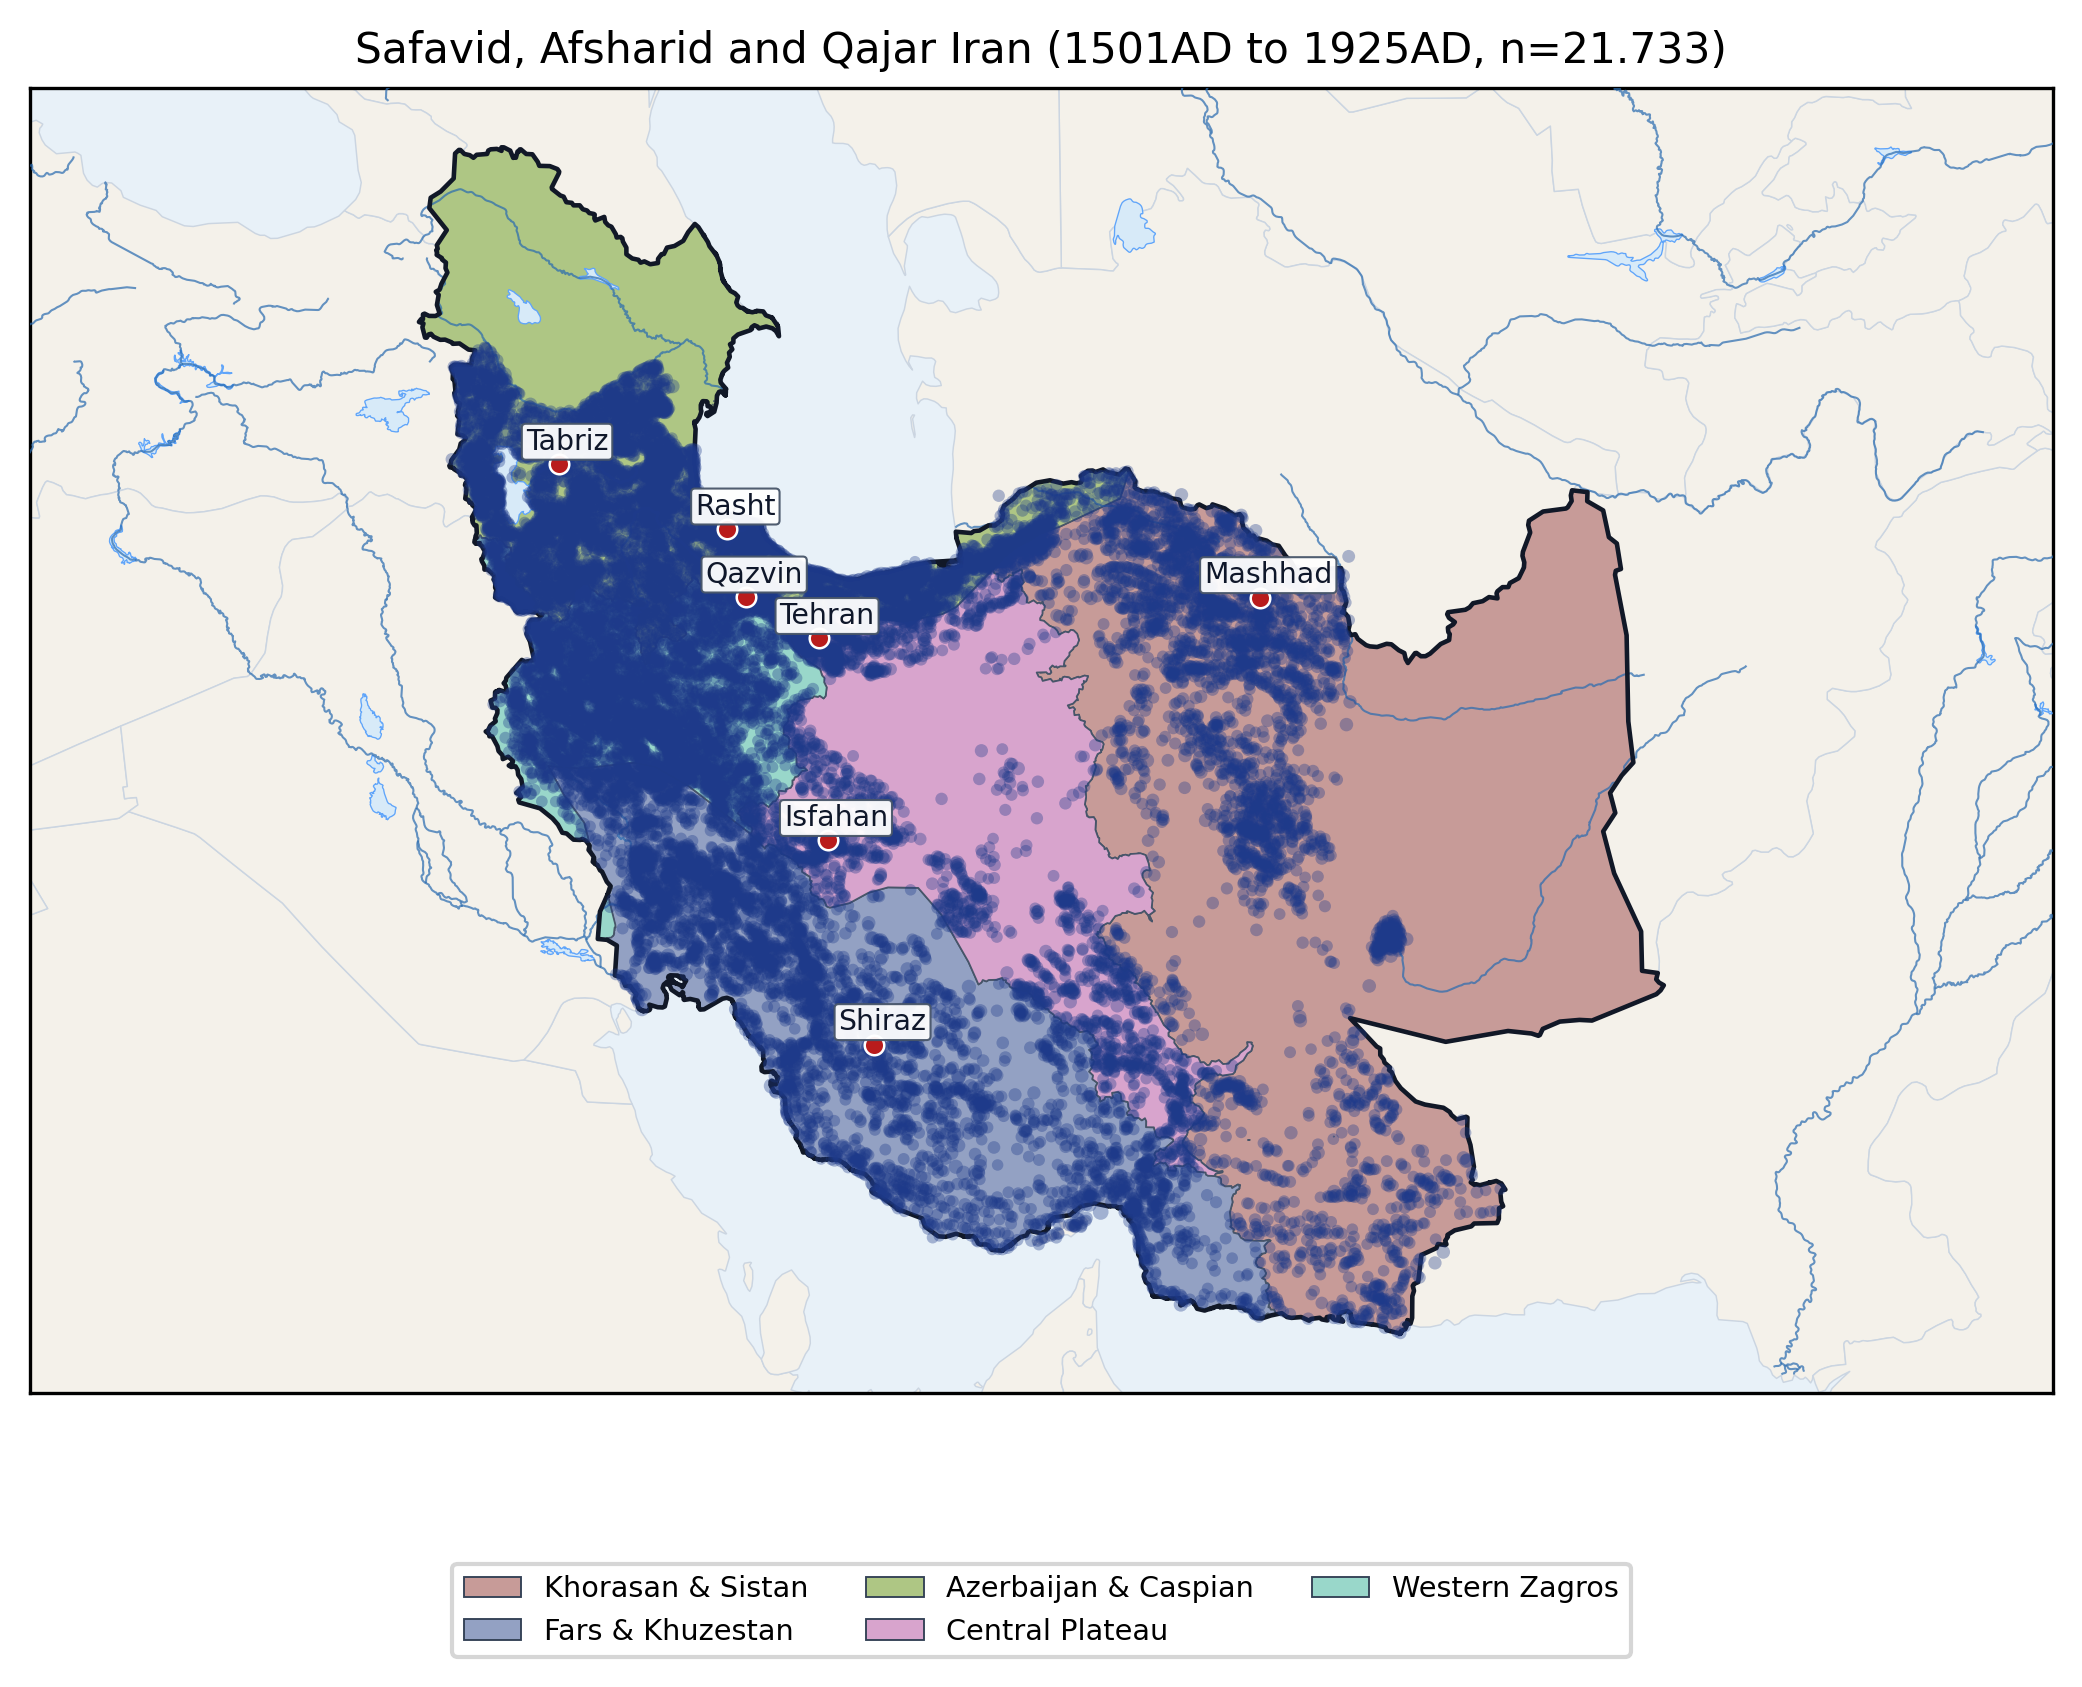 Safavid, Afsharid and Qajar Iran (1501AD to 1925AD, n=21.733)
Tabriz
Rasht
Qazvin
Mashhad
Tehran
Isfahan
Shiraz
Khorasan & Sistan
Fars & Khuzestan
Azerbaijan & Caspian
Central Plateau
Western Zagros